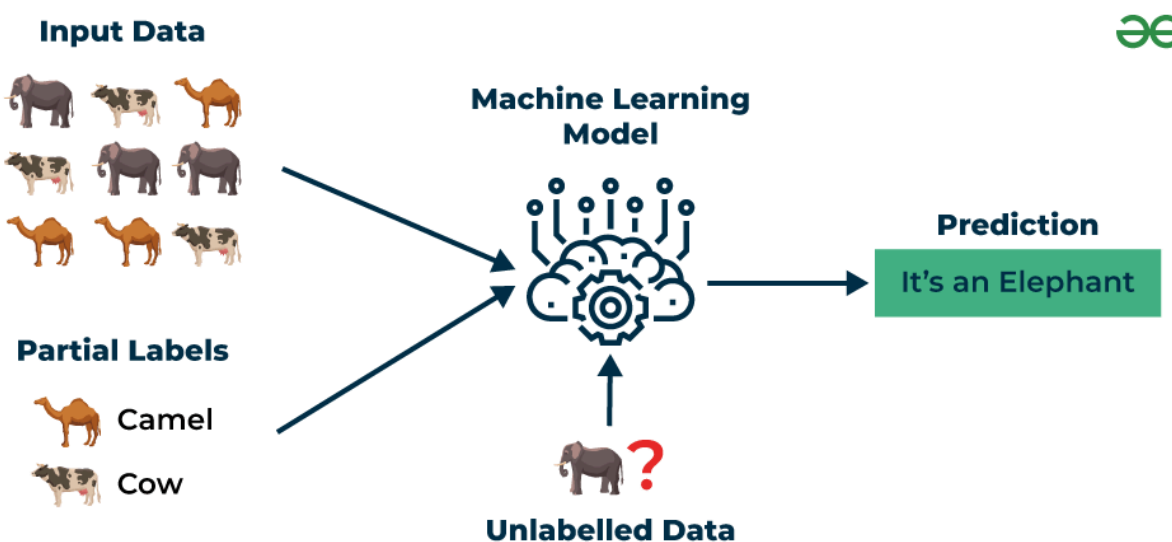 Input Data
Machine Learning
Model
Prediction
It's an Elephant
Partial Labels
Camel
Cow
?
Unlabelled Data